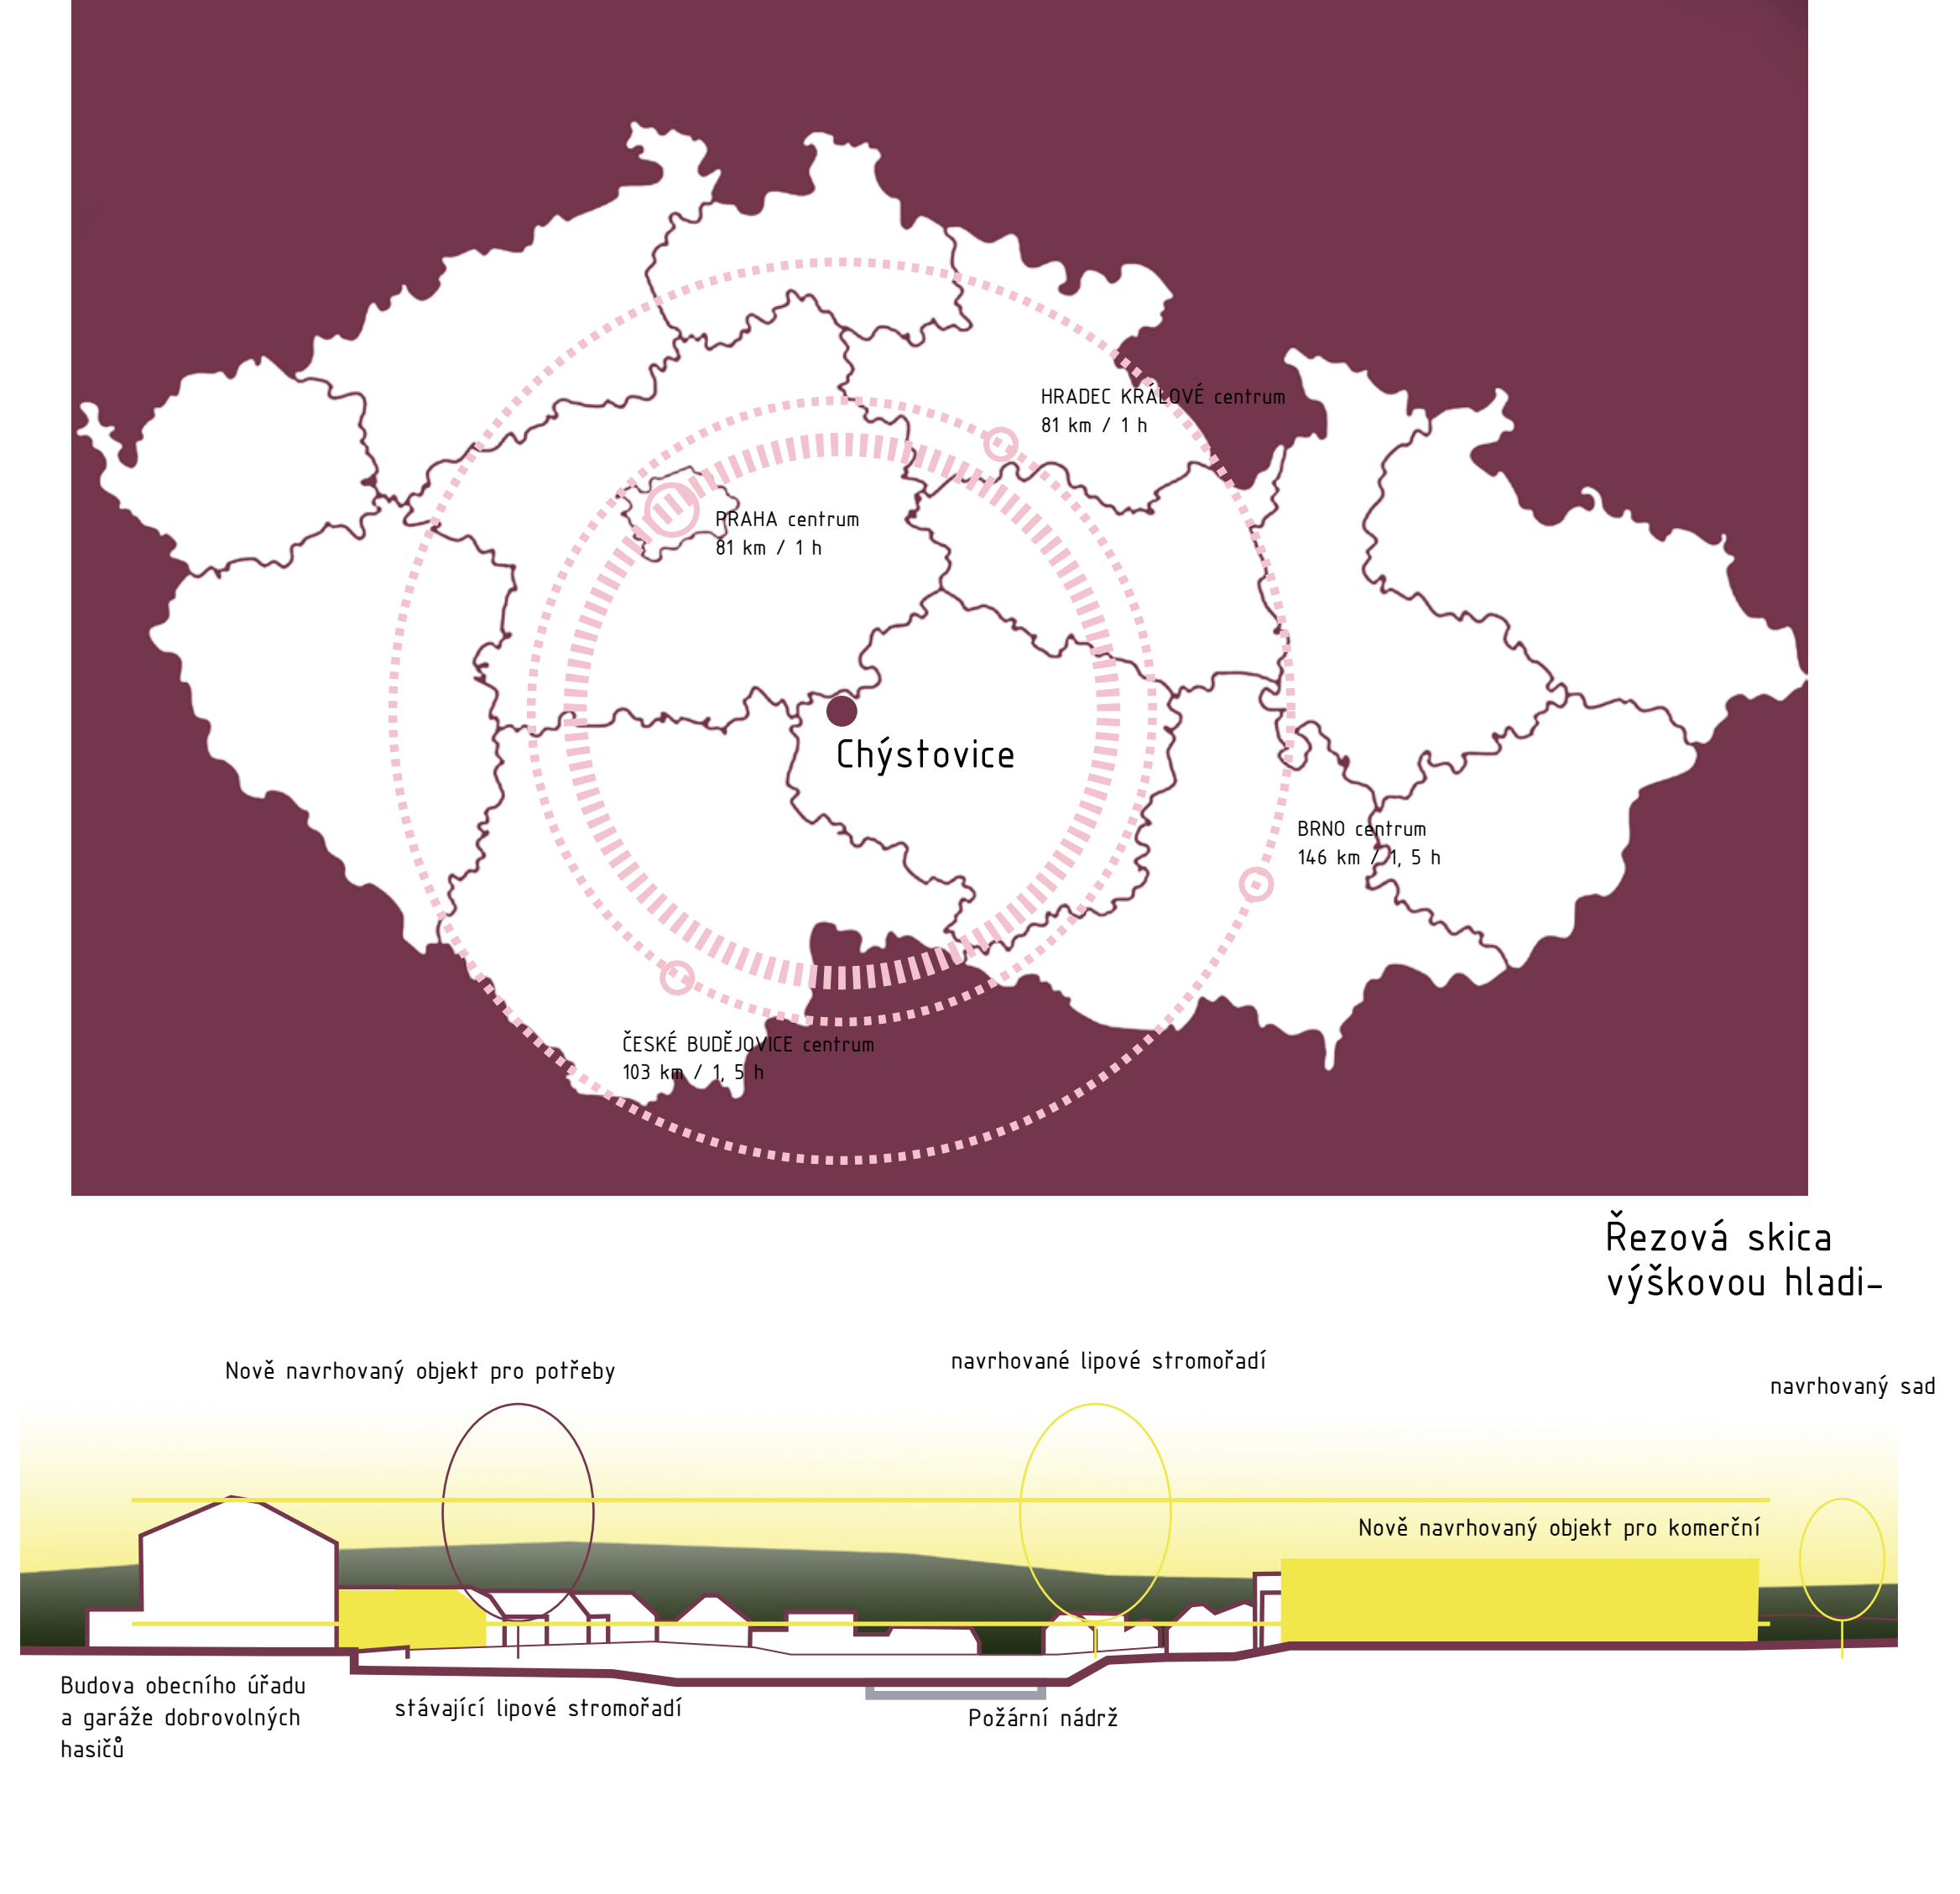 HRADEC KRÁLOVÉ centrum
81 km / 1 h
PRAHA centrum
81 km / 1 h
Chýstovice
BRNO centrum
146 km / 1, 5 h
ČESKÉ BUDĚJOVICE centrum
103 km / 1, 5 h
Řezová skica
výškovou hladi-
Nově navrhovaný objekt pro potřeby
navrhované lipové stromořadí
navrhovaný sad
Nově navrhovaný objekt pro komerční
Budova obecního úřadu
a garáže dobrovolných
hasičů
stávající lipové stromořadí
Požární nádrž